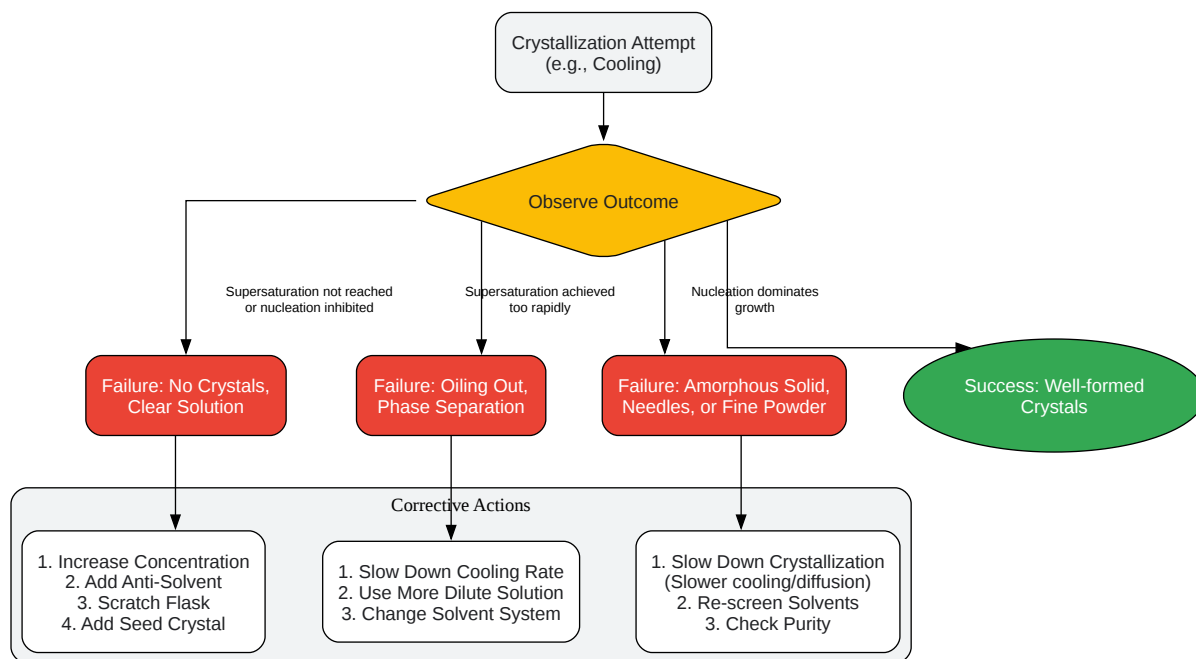 Crystallization Attempt
(e.g., Cooling)
Observe Outcome
Supersaturation not reached
or nucleation inhibited
Supersaturation achieved
too rapidly
Nucleation dominates
growth
Failure: No Crystals,
Clear Solution
Failure: Oiling Out,
Phase Separation
Failure: Amorphous Solid,
Needles, or Fine Powder
Success: Well-formed
Crystals
Corrective Actions
1. Increase Concentration
2. Add Anti-Solvent
3. Scratch Flask
4. Add Seed Crystal
1. Slow Down Cooling Rate
2. Use More Dilute Solution
3. Change Solvent System
1. Slow Down Crystallization
(Slower cooling/diffusion)
2. Re-screen Solvents
3. Check Purity